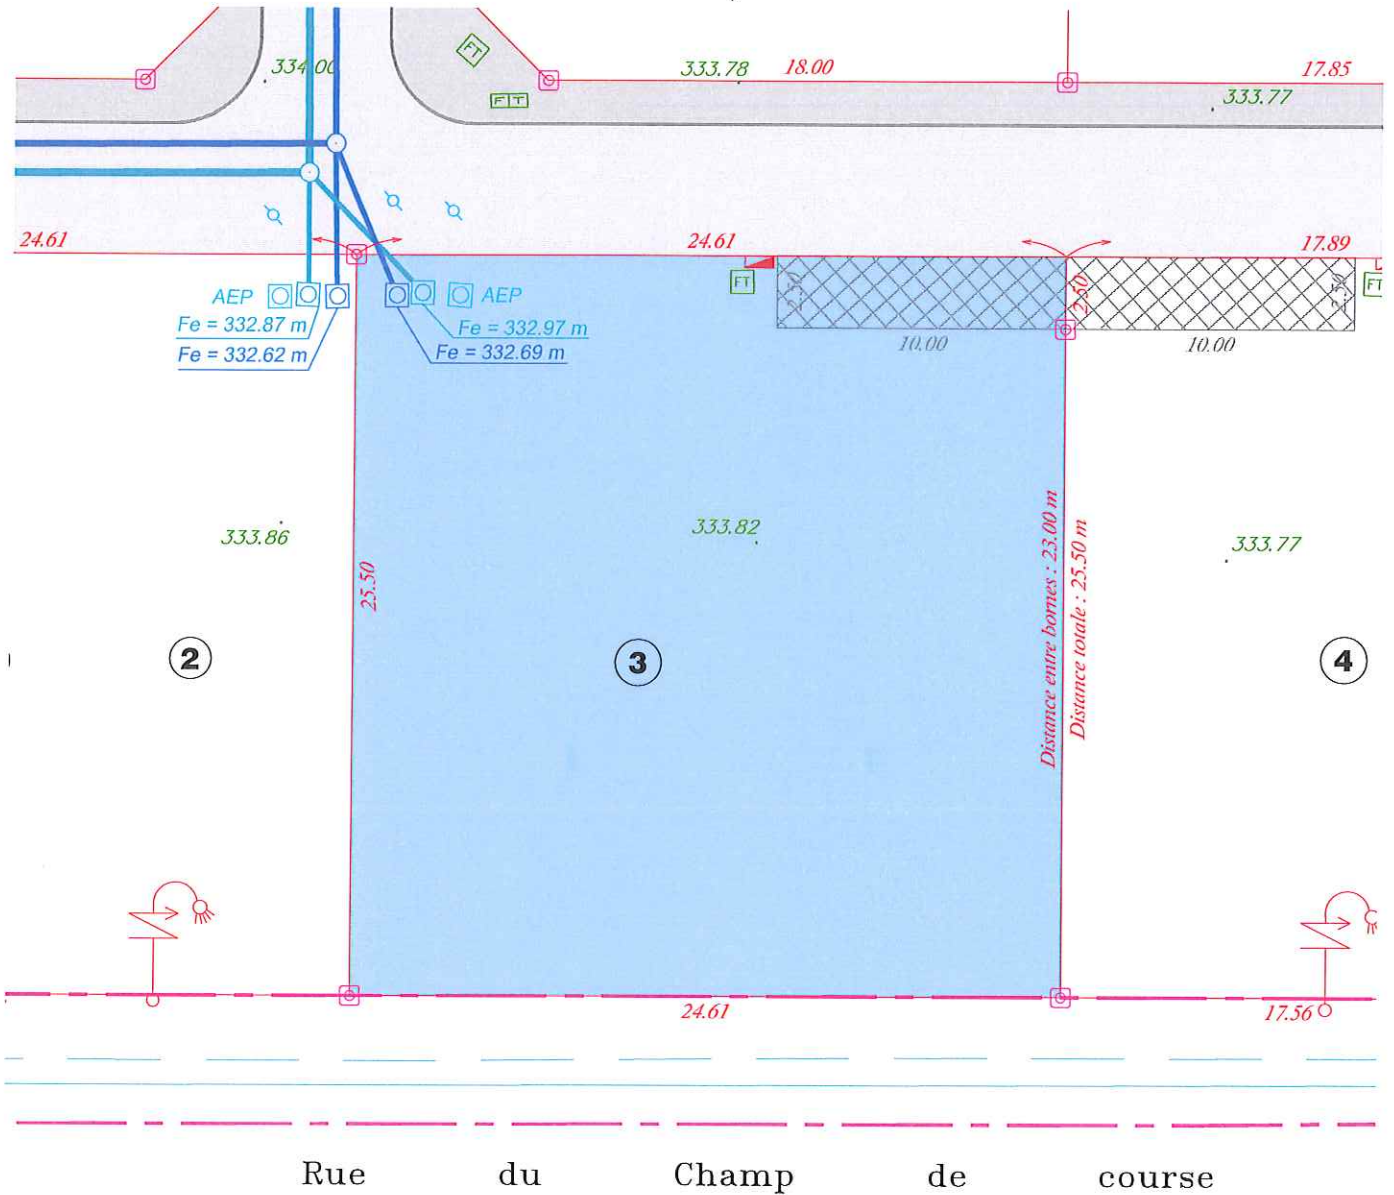 FT
334.00
333.78
18.00
17.85
FT
333.77
24.61
24.61
17.89
FT
FT
2.50
2.50
2.50
AEP
AEP
Fe = 332.87 m
Fe = 332.97 m
Fe = 332.62 m
Fe = 332.69 m
10.00
10.00
333.86
333.82
333.77
25.50
Distance entre bornes : 23.00 m
Distance totale : 25.50 m
2
3
4
24.61
17.56
Rue du Champ de course